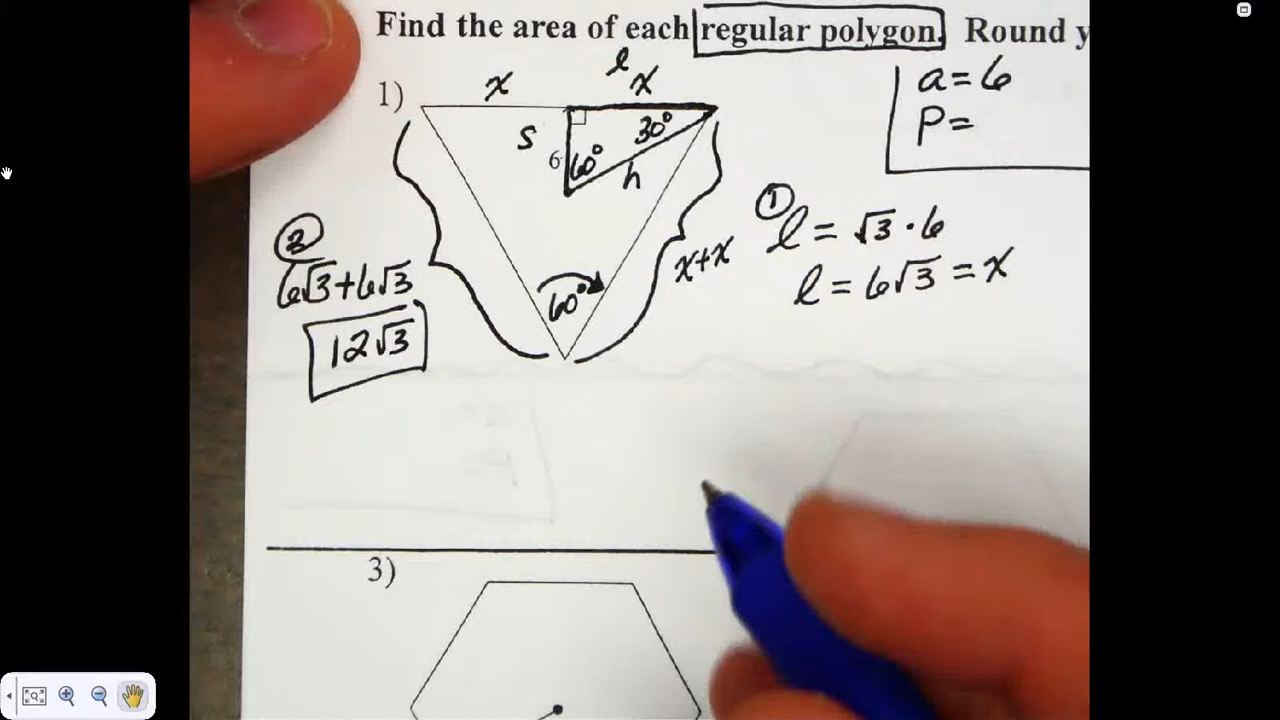 Find the area of each regular polygon. Round y
1)
x
l
x
a = 6
P =
S
6
60°
30°
h
① l = √3 · 6
l = 6√3 = x
x+x
②
6√3+6√3
12√3
60°
3)